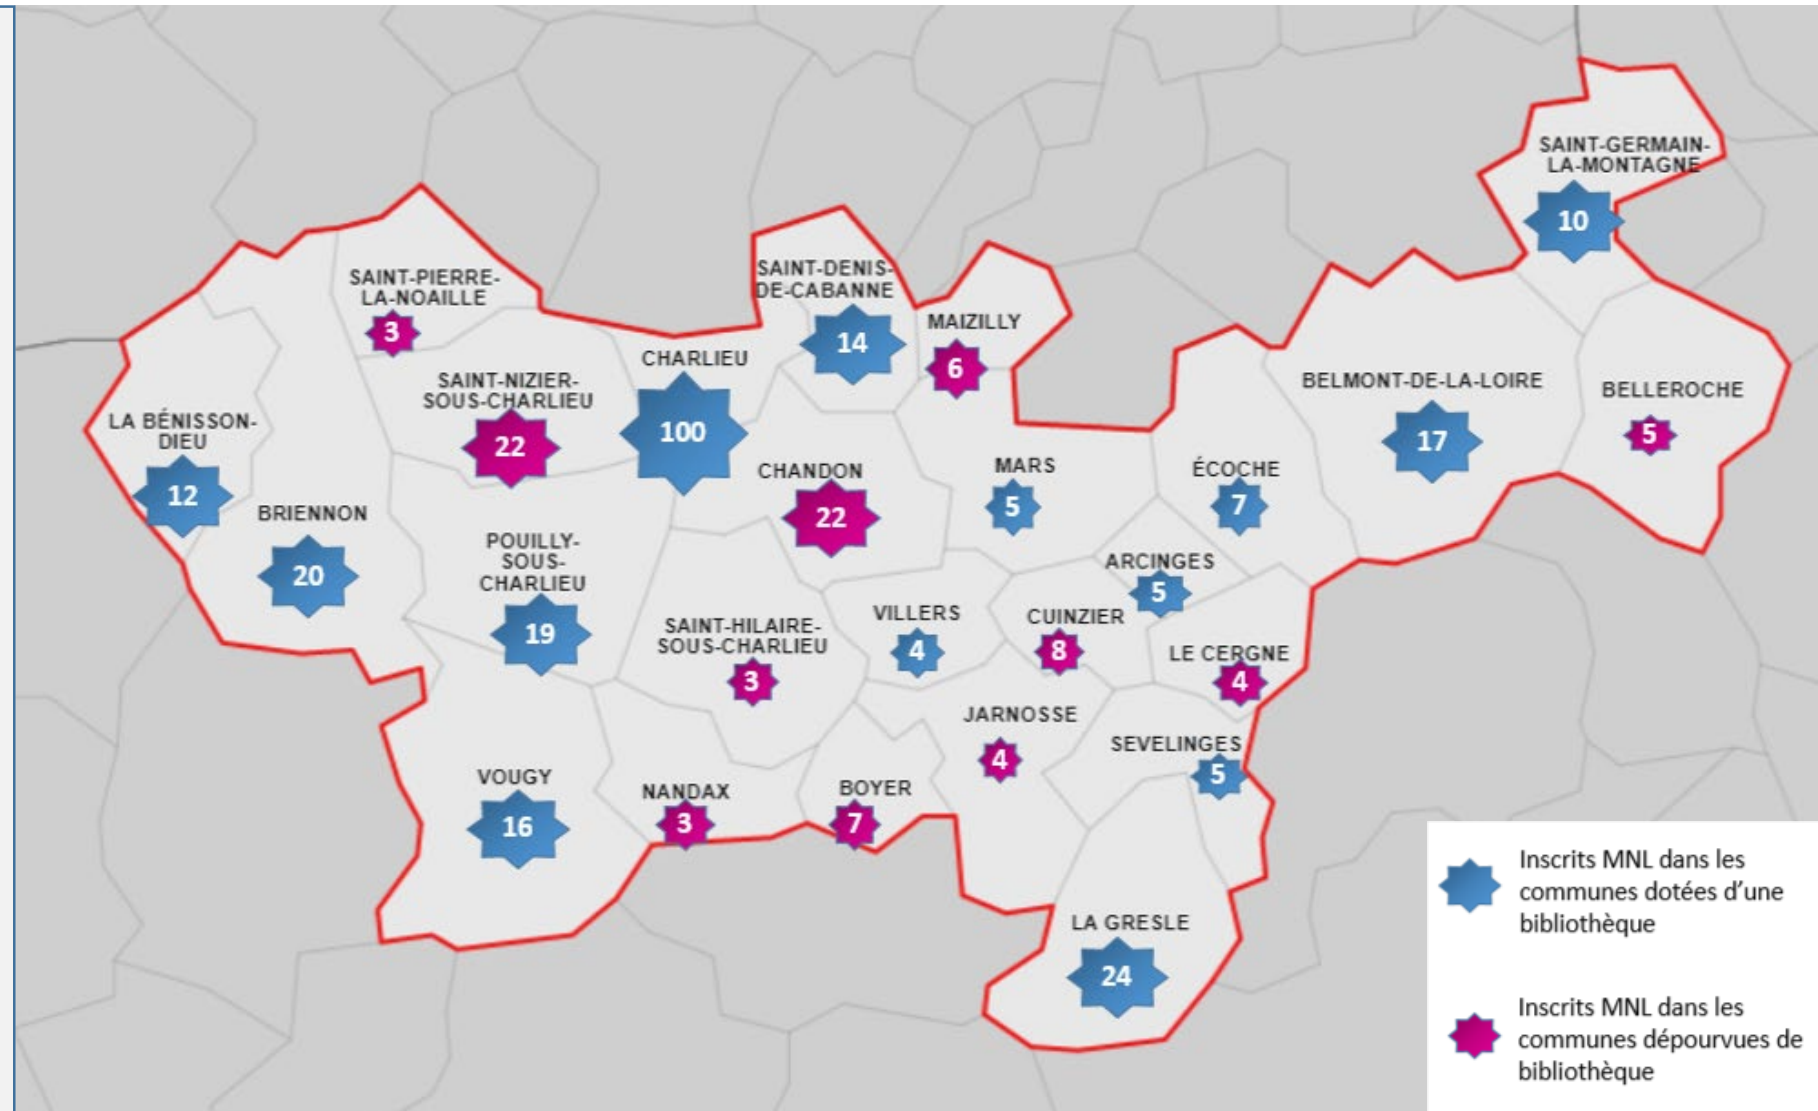 SAINT-GERMAIN-
LA-MONTAGNE
10
SAINT-PIERRE-
LA-NOAILLE
3
SAINT-DENIS-
DE-CABANNE
14
MAIZILLY
6
CHARLIEU
100
SAINT-NIZIER-
SOUS-CHARLIEU
22
BELMONT-DE-LA-LOIRE
17
BELLEROCHE
5
LA BÉNISSON-
DIEU
12
BRIENNON
20
CHANDON
22
MARS
5
ÉCOCHE
7
POUILLY-
SOUS-
CHARLIEU
19
ARCINGES
5
SAINT-HILAIRE-
SOUS-CHARLIEU
3
VILLERS
4
CUINZIER
8
LE CERGNE
4
JARNOSSE
4
SEVELINGES
5
VOUGY
16
NANDAX
3
BOYER
7
LA GRESLE
24
Inscrits MNL dans les
communes dotées d’une
bibliothèque
Inscrits MNL dans les
communes dépourvues de
bibliothèque